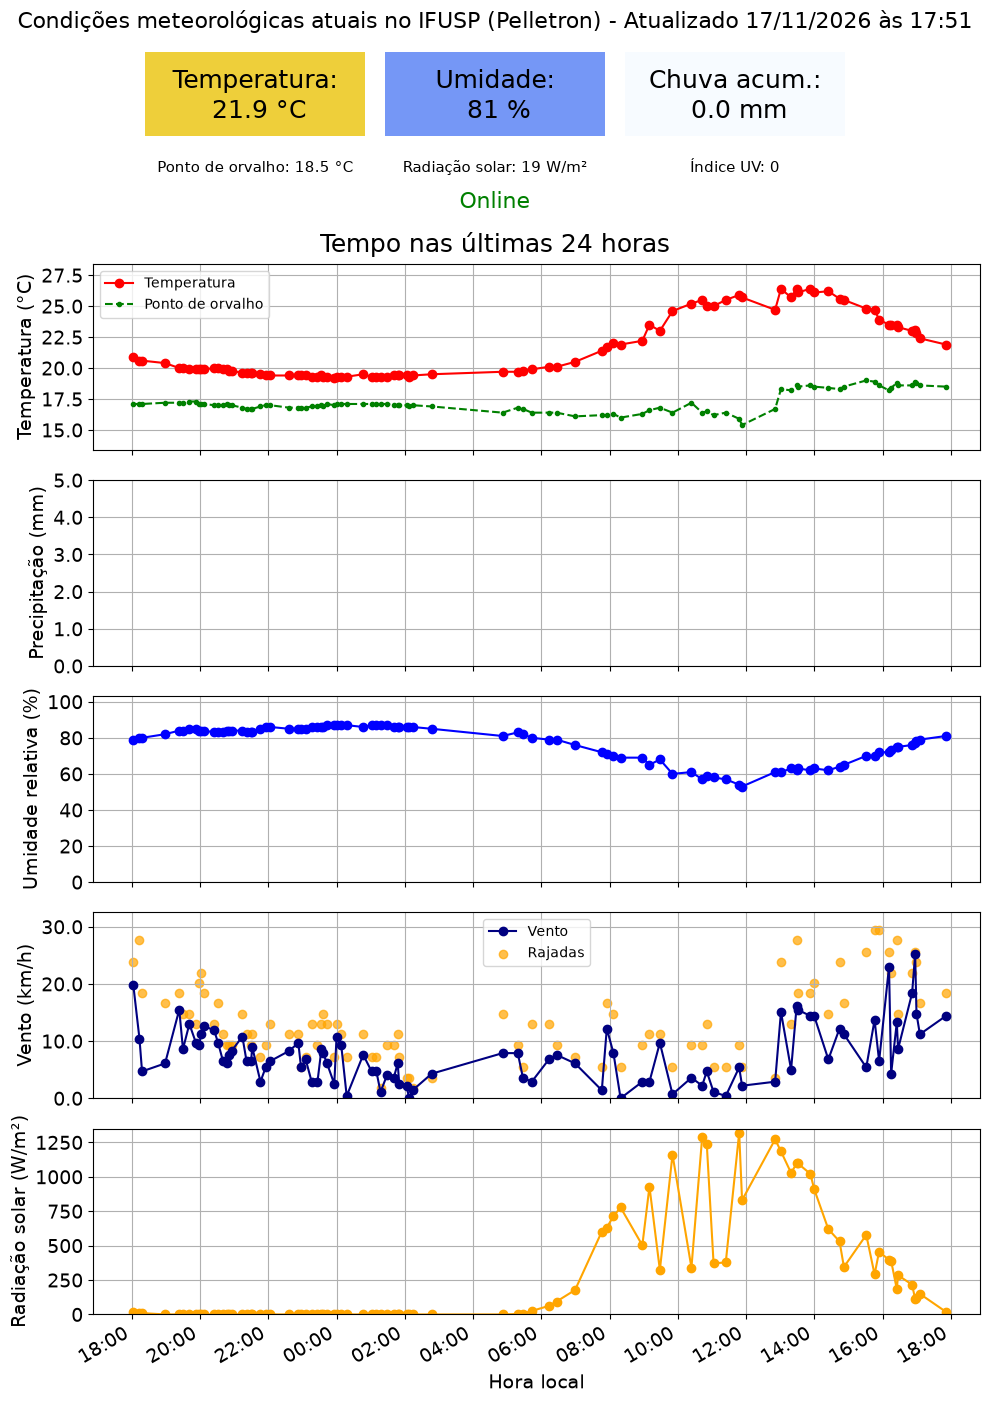 Condições meteorológicas atuais no IFUSP (Pelletron) - Atualizado 17/11/2026 às 17:51
Temperatura:
21.9 °C
Umidade:
81 %
Chuva acum.:
0.0 mm
Ponto de orvalho: 18.5 °C
Radiação solar: 19 W/m²
Índice UV: 0
Online
Tempo nas últimas 24 horas
Temperatura (°C)
27.5
25.0
22.5
20.0
17.5
15.0
Temperatura
Ponto de orvalho
Precipitação (mm)
5.0
4.0
3.0
2.0
1.0
0.0
Umidade relativa (%)
100
80
60
40
20
0
Vento (km/h)
30.0
20.0
10.0
0.0
Vento
Rajadas
Radiação solar (W/m²)
1250
1000
750
500
250
0
18:00
20:00
22:00
00:00
02:00
04:00
06:00
08:00
10:00
12:00
14:00
16:00
18:00
Hora local